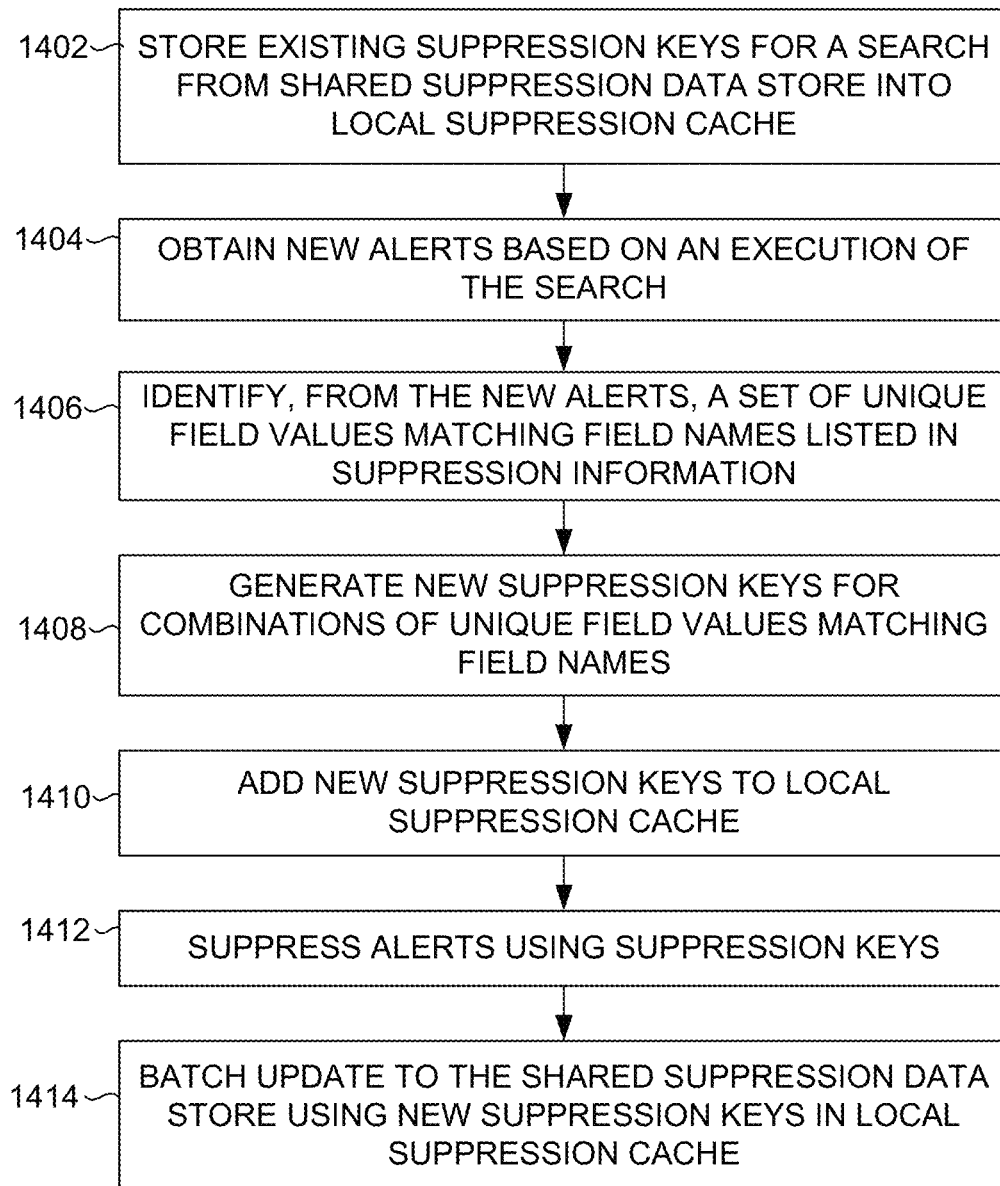 1402
STORE EXISTING SUPPRESSION KEYS FOR A SEARCH
FROM SHARED SUPPRESSION DATA STORE INTO
LOCAL SUPPRESSION CACHE
1404
OBTAIN NEW ALERTS BASED ON AN EXECUTION OF
THE SEARCH
1406
IDENTIFY, FROM THE NEW ALERTS, A SET OF UNIQUE
FIELD VALUES MATCHING FIELD NAMES LISTED IN
SUPPRESSION INFORMATION
1408
GENERATE NEW SUPPRESSION KEYS FOR
COMBINATIONS OF UNIQUE FIELD VALUES MATCHING
FIELD NAMES
1410
ADD NEW SUPPRESSION KEYS TO LOCAL
SUPPRESSION CACHE
1412
SUPPRESS ALERTS USING SUPPRESSION KEYS
1414
BATCH UPDATE TO THE SHARED SUPPRESSION DATA
STORE USING NEW SUPPRESSION KEYS IN LOCAL
SUPPRESSION CACHE